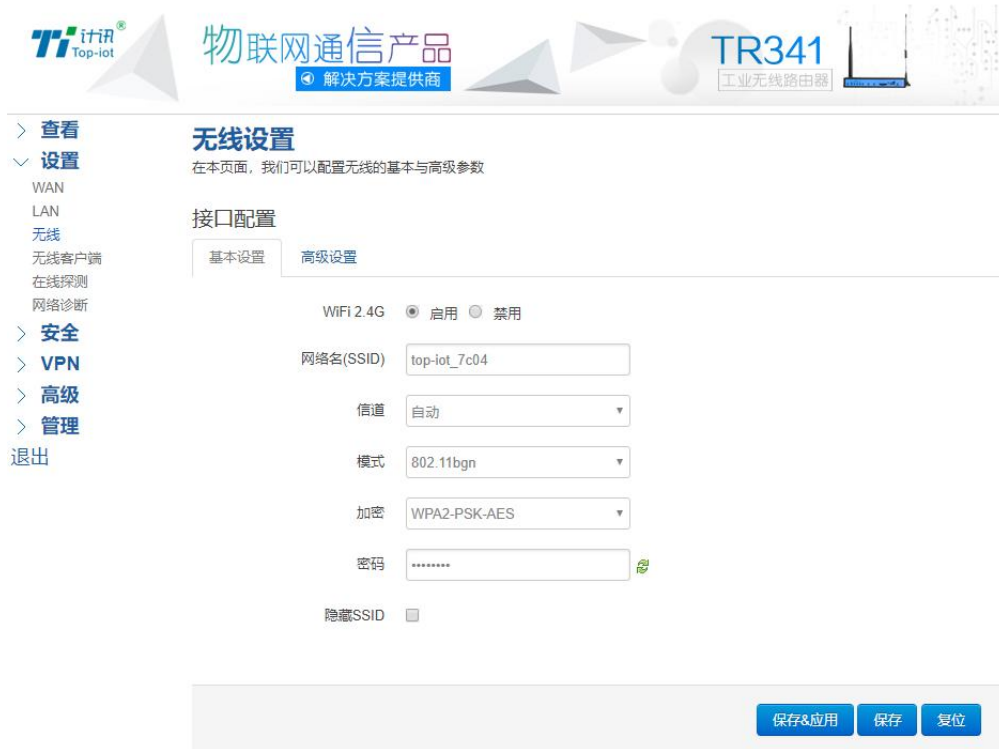 Ti 计讯®
Top-iot
物联网通信产品
解决方案提供商
TR341
工业无线路由器
查看
设置
WAN
LAN
无线
无线客户端
在线探测
网络诊断
安全
VPN
高级
管理
退出
无线设置
在本页面，我们可以配置无线的基本与高级参数
接口配置
基本设置 高级设置
WiFi 2.4G 启用 禁用
网络名(SSID) top-iot_7c04
信道 自动
模式 802.11bgn
加密 WPA2-PSK-AES
密码 ••••••••
隐藏SSID
保存&应用 保存 复位